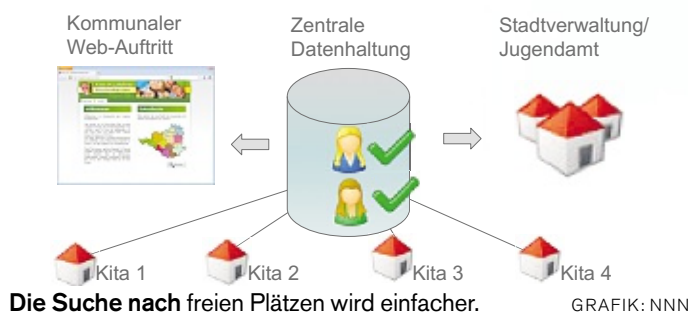 Kommunaler
Web-Auftritt
Zentrale
Datenhaltung
Stadtverwaltung/
Jugendamt
Kita 1
Kita 2
Kita 3
Kita 4
Die Suche nach freien Plätzen wird einfacher.
GRAFIK: NNN